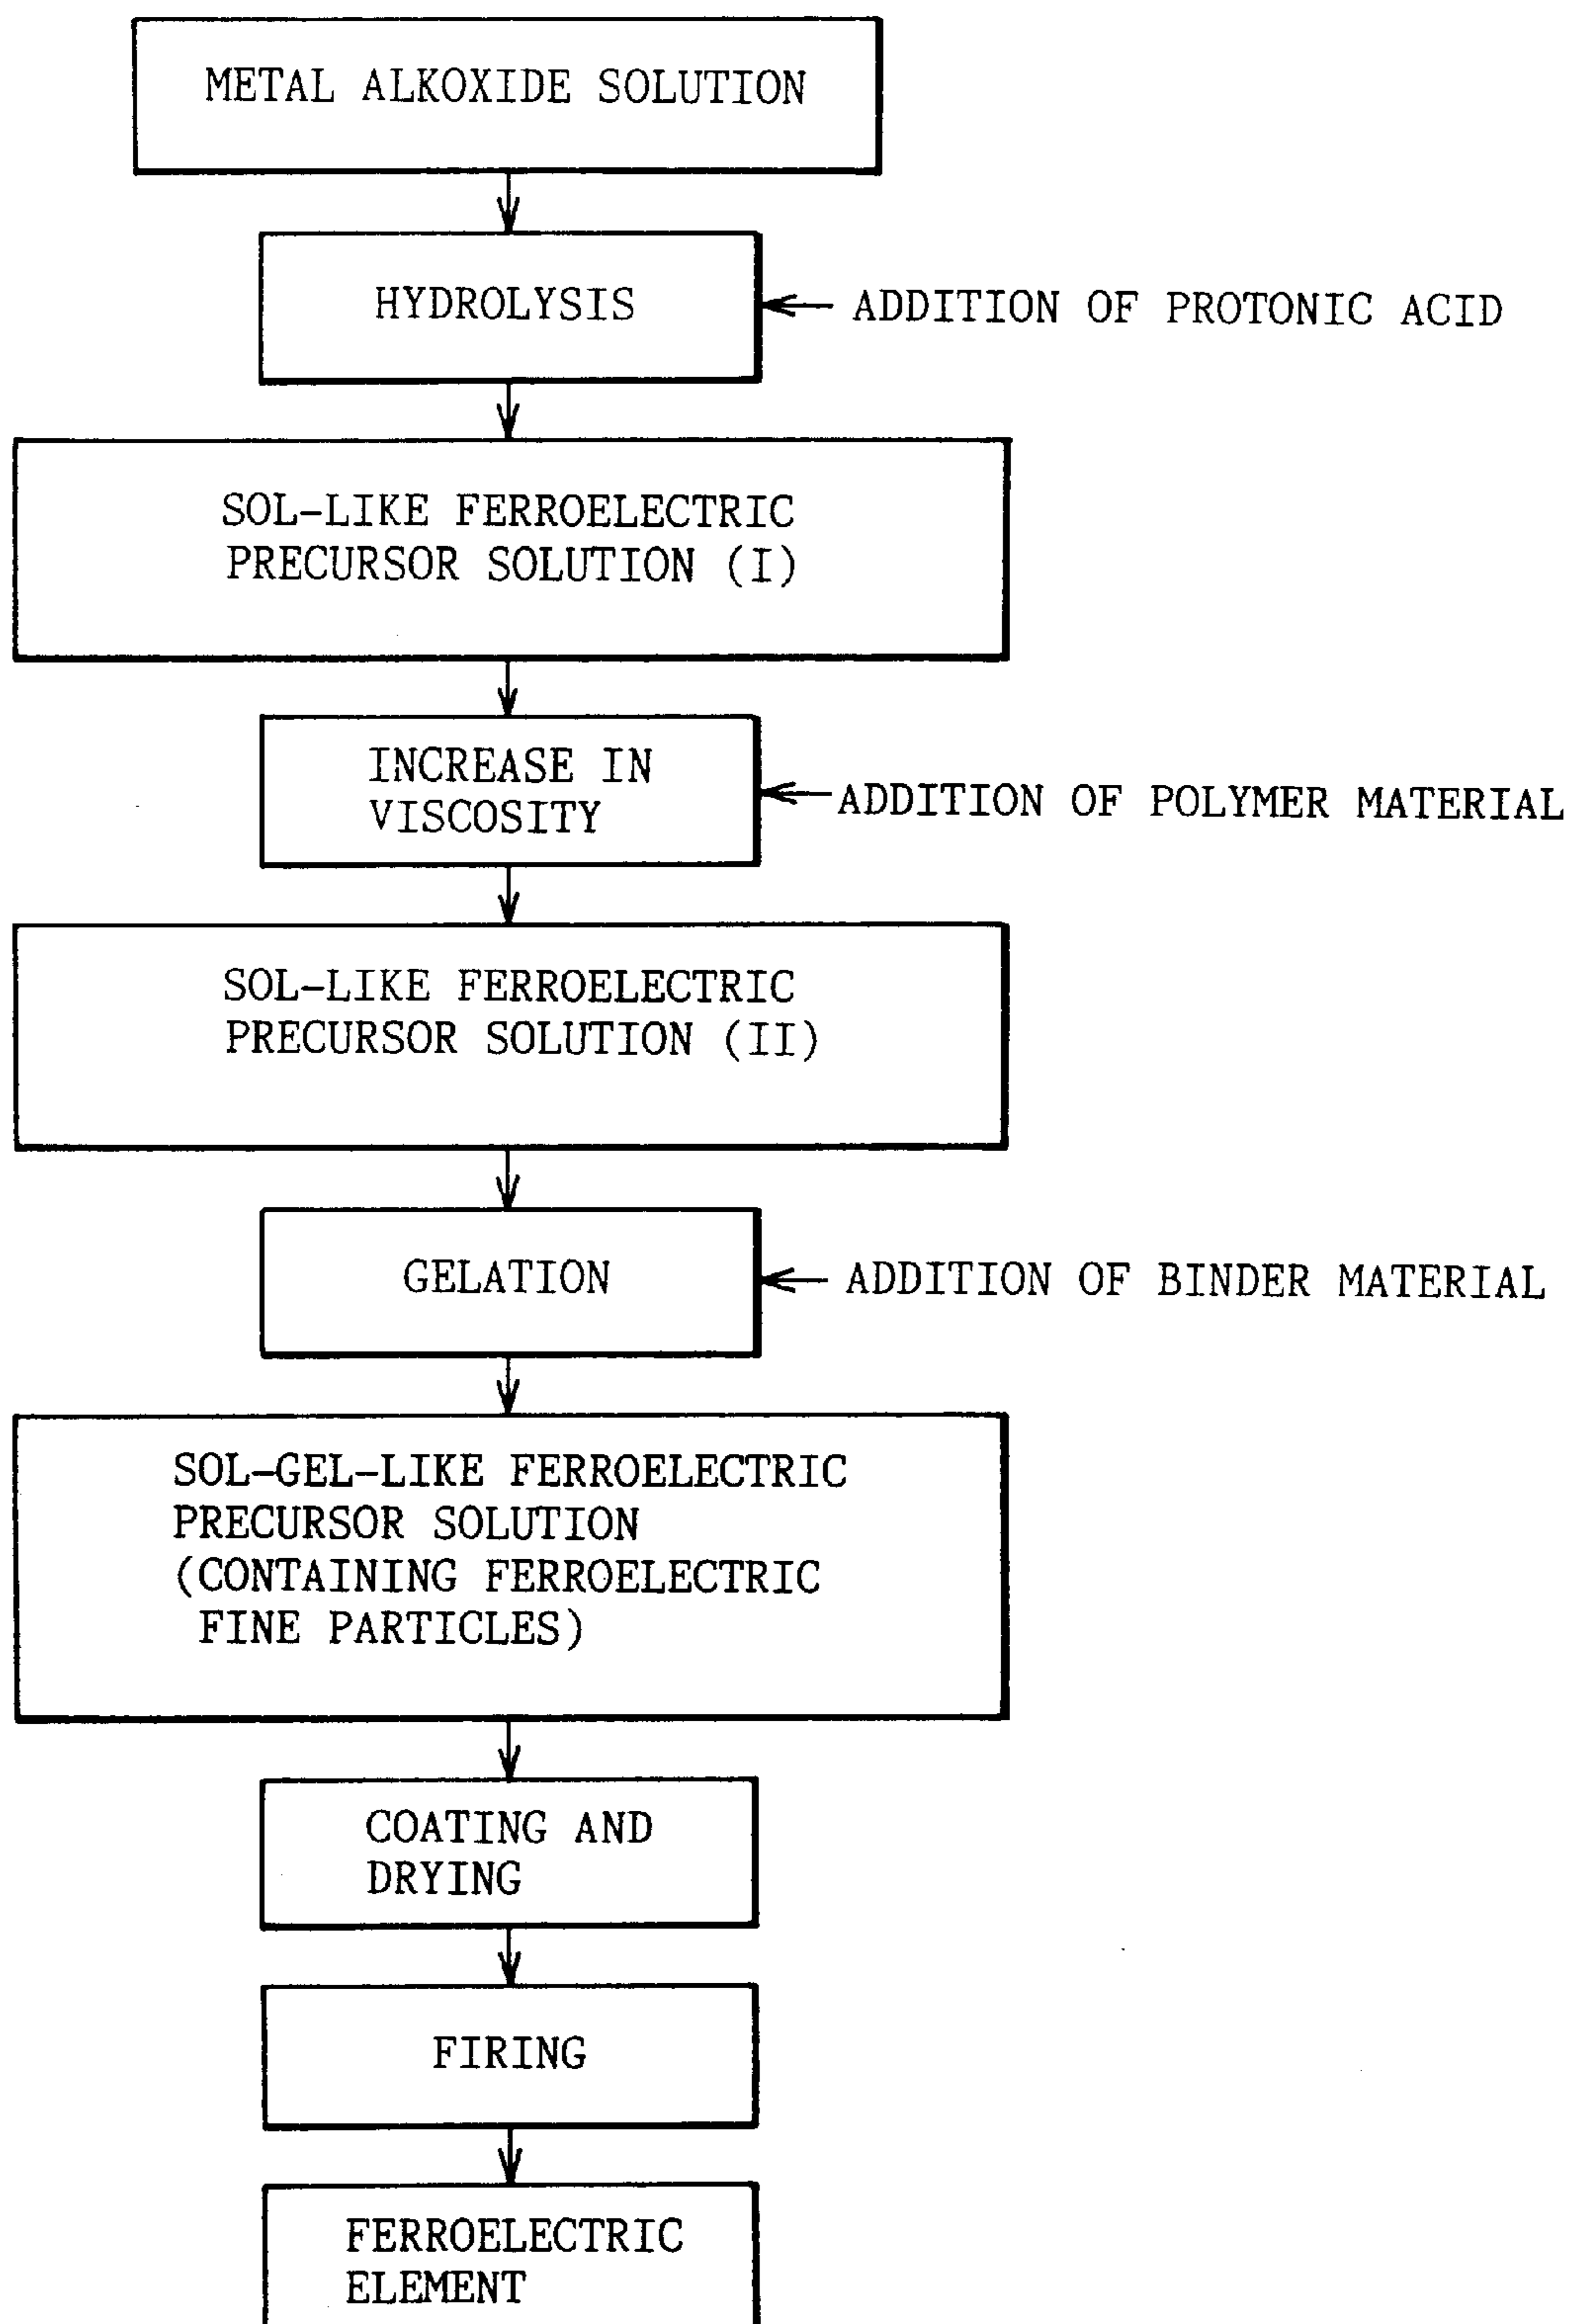 METAL ALKOXIDE SOLUTION
HYDROLYSIS
ADDITION OF PROTONIC ACID
SOL-LIKE FERROELECTRIC
PRECURSOR SOLUTION (I)
INCREASE IN
VISCOSITY
ADDITION OF POLYMER MATERIAL
SOL-LIKE FERROELECTRIC
PRECURSOR SOLUTION (II)
GELATION
ADDITION OF BINDER MATERIAL
SOL-GEL-LIKE FERROELECTRIC
PRECURSOR SOLUTION
(CONTAINING FERROELECTRIC
FINE PARTICLES)
COATING AND
DRYING
FIRING
FERROELECTRIC
ELEMENT